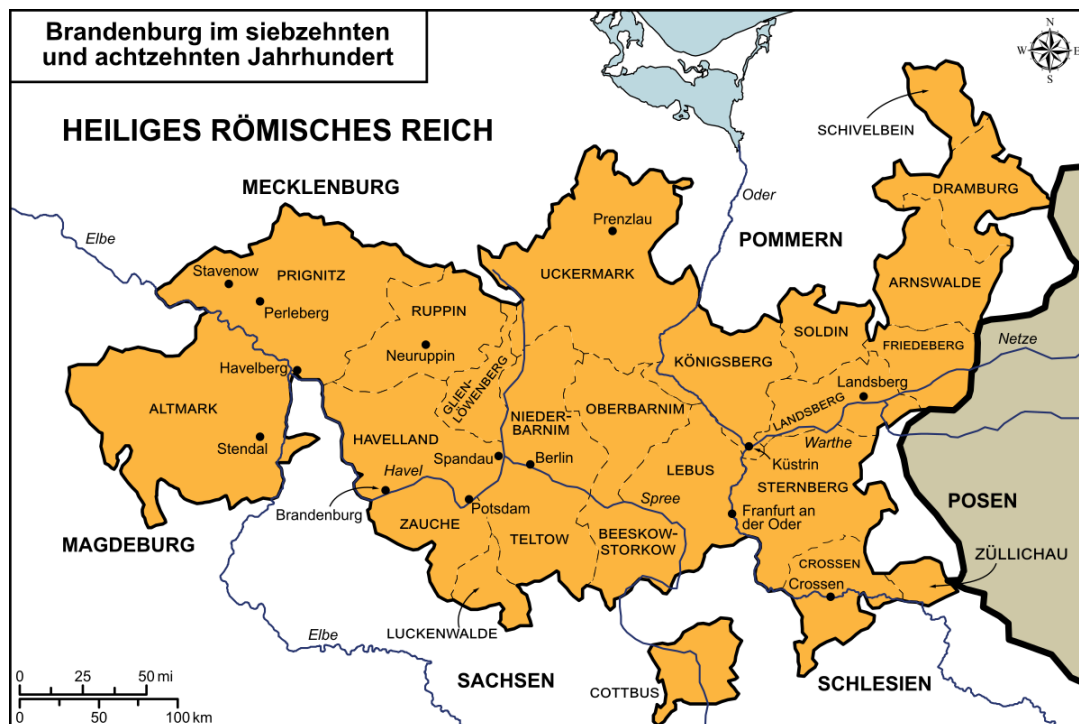 Brandenburg im siebzehnten
und achtzehnten Jahrhundert
N
W
E
S
HEILIGES RÖMISCHES REICH
SCHIVELBEIN
MECKLENBURG
DRAMBURG
Elbe
Oder
Prenzlau
POMMERN
Stavenow
PRIGNITZ
UCKERMARK
ARNSWALDE
Perleberg
RUPPIN
SOLDIN
Netze
Neuruppin
KÖNIGSBERG
FRIEDEBERG
Havelberg
GLIEN-
LÖWENBERG
Landsberg
ALTMARK
NIEDER-
BARNIM
OBERBARNIM
LANDSBERG
Stendal
HAVELLAND
Warthe
Spandau
Berlin
LEBUS
Küstrin
Havel
STERNBERG
Brandenburg
Potsdam
Spree
Franfurt an
der Oder
POSEN
MAGDEBURG
ZAUCHE
TELTOW
BEESKOW-
STORKOW
ZÜLLICHAU
CROSSEN
Crossen
LUCKENWALDE
Elbe
SACHSEN
COTTBUS
SCHLESIEN
0 25 50 mi
0 50 100 km